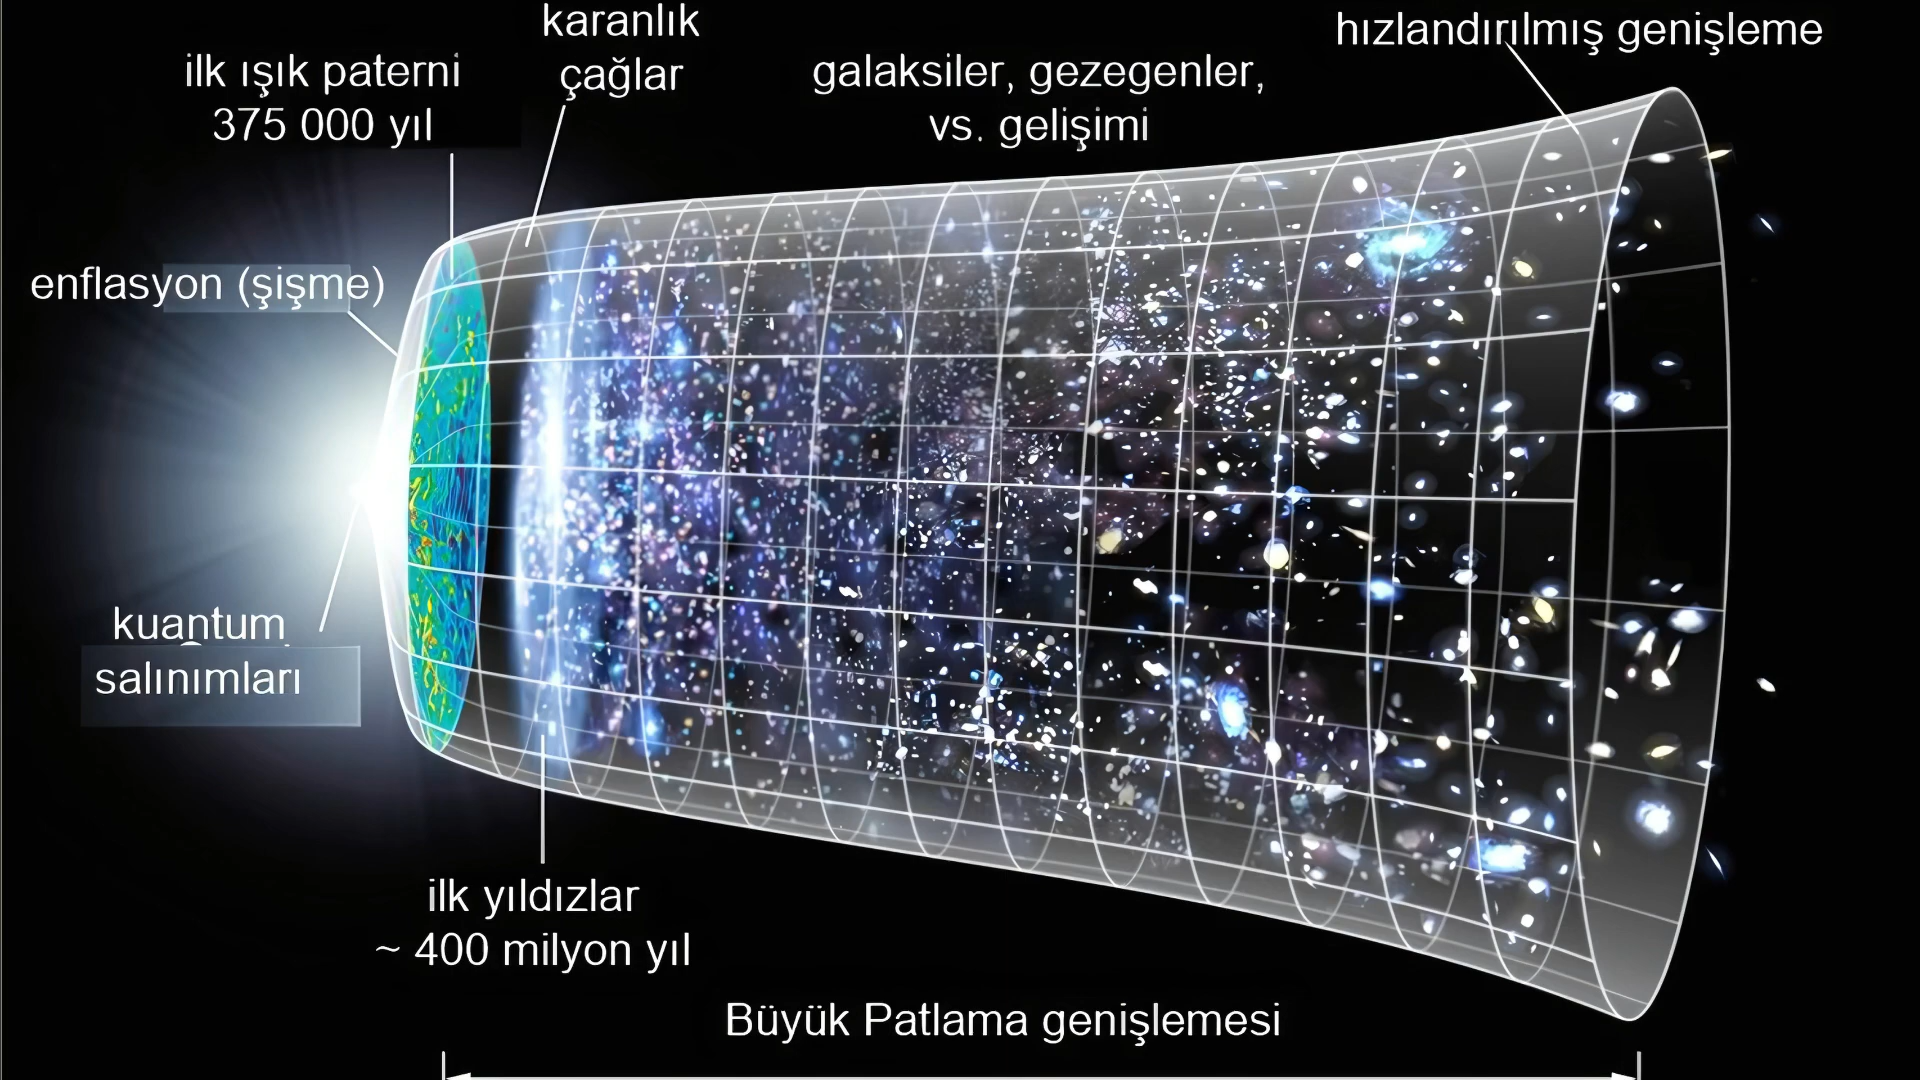 karanlık
çağlar
ilk ışık paterni
375 000 yıl
galaksiler, gezegenler,
vs. gelişimi
hızlandırılmış genişleme
enflasyon (şişme)
kuantum
salınımları
ilk yıldızlar
~ 400 milyon yıl
Büyük Patlama genişlemesi